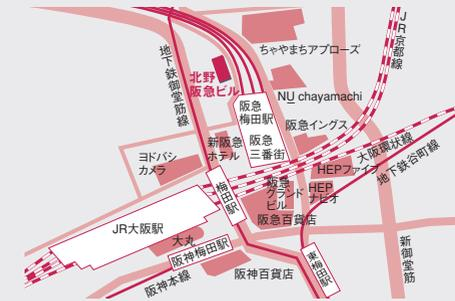 ちゃやまちアプローズ
JR京都線
地下鉄御堂筋線
北野
阪急ビル
NU chayamachi
阪急
梅田駅
阪急
三番街
阪急イングス
新阪急
ホテル
ヨドバシ
カメラ
大阪環状線
HEPファイブ
地下鉄谷町線
梅田駅
阪急
グランド
ビル
HEP
ナビオ
阪急百貨店
JR大阪駅
大丸
阪神梅田駅
阪神本線
阪神百貨店
東梅田駅
新御堂筋